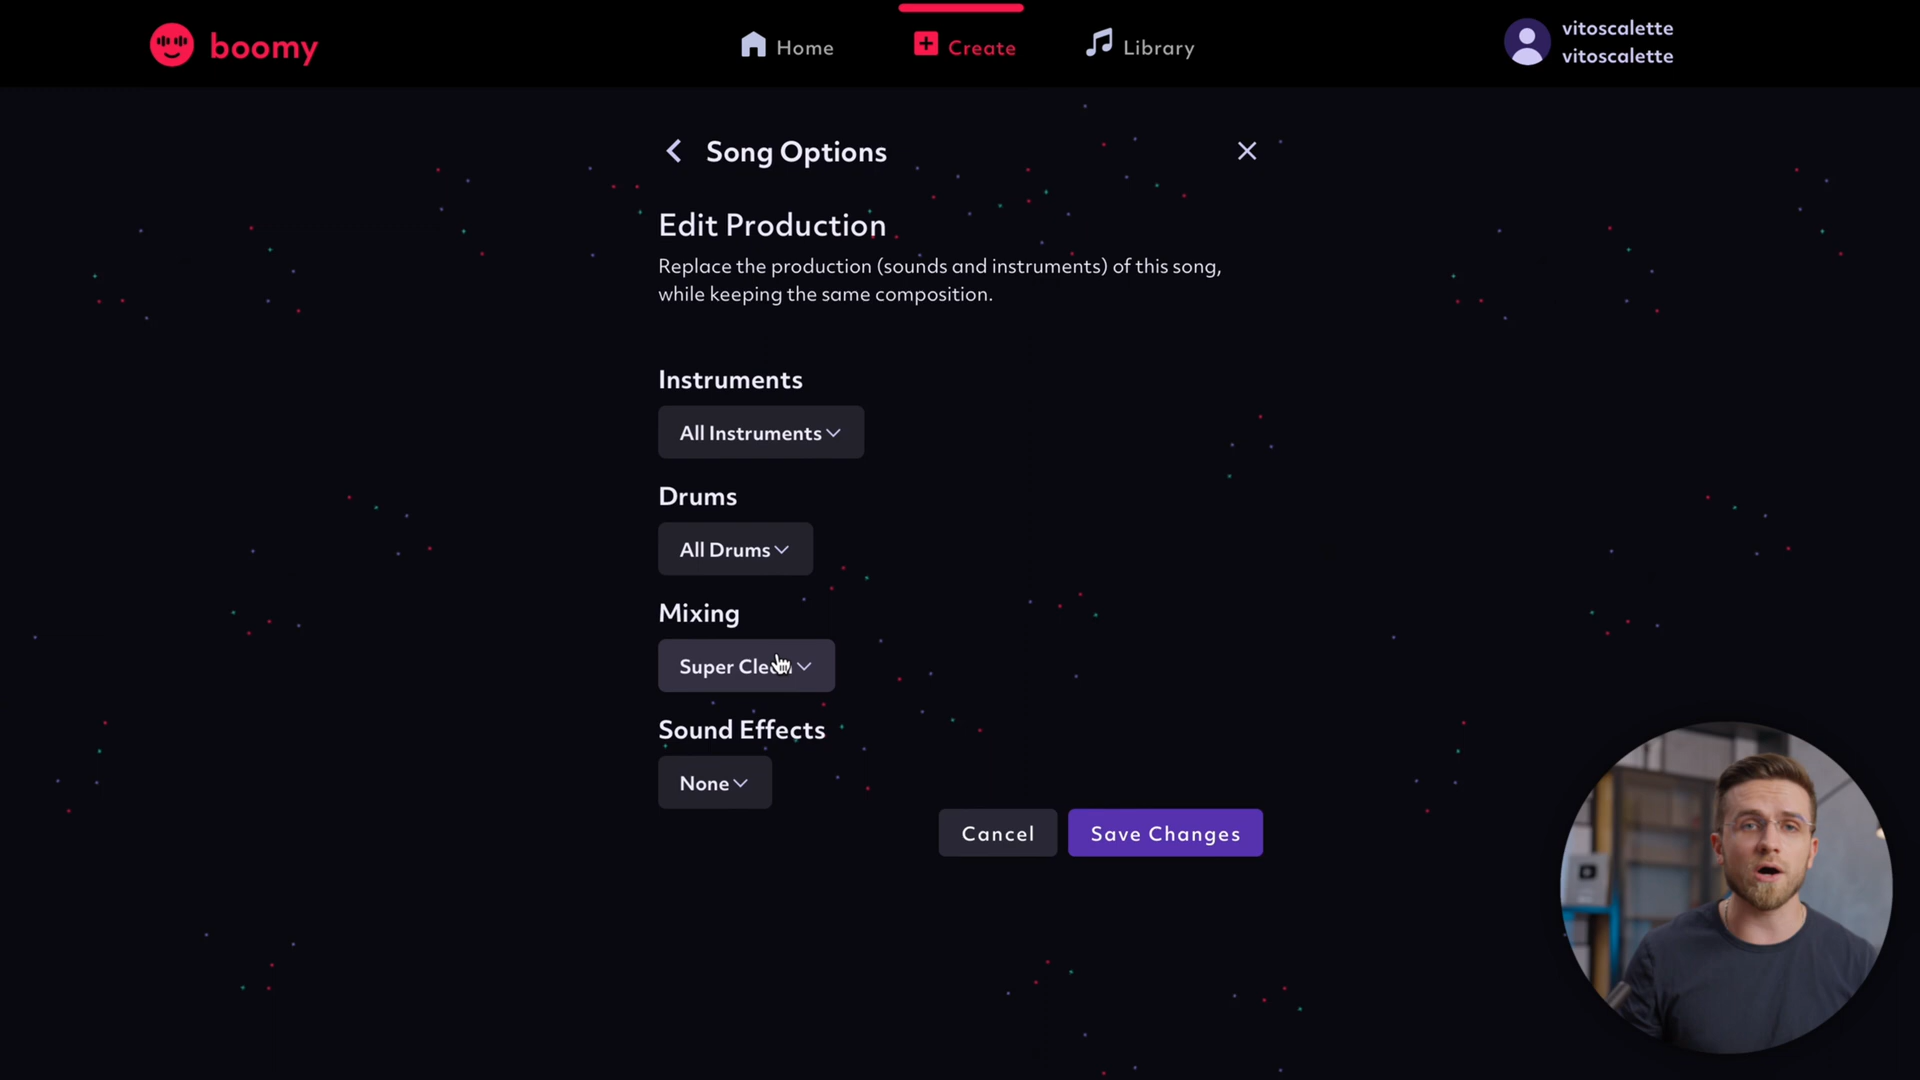 boomy
Home
Create
Library
vitoscalette
vitoscalette
Song Options
Edit Production
Replace the production (sounds and instruments) of this song,
while keeping the same composition.
Instruments
All Instruments
Drums
All Drums
Mixing
Super
Sound Effects
None
Cancel
Save Changes